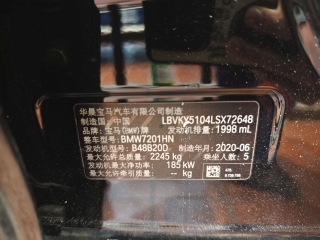 华晨宝马汽车有限公司制造
制造国：中国 LBVKY5104LSX72648
品牌：宝马(BMW)牌 发动机排量：1998 mL
整车型号：BMW7201HN
发动机型号：B48B20D 制造年月：2020-06
最大允许总质量：2245 kg 乘坐人数：5
发动机最大净功率：185 kW
最大允许牵引质量：-- kg